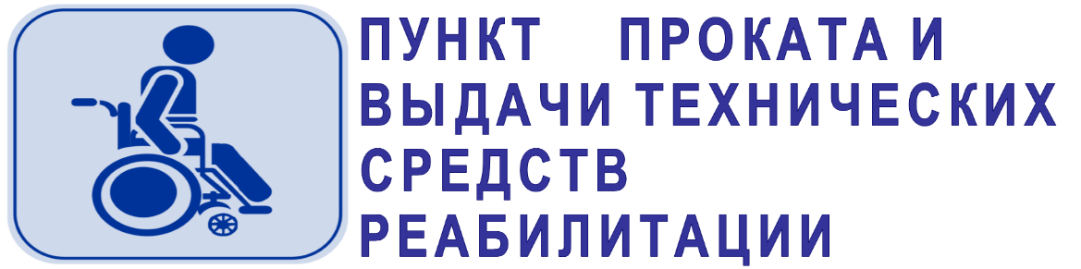 ПУНКТ ПРОКАТА И
ВЫДАЧИ ТЕХНИЧЕСКИХ
СРЕДСТВ
РЕАБИЛИТАЦИИ